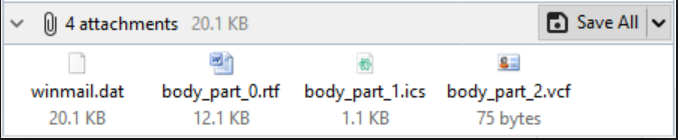 4 attachments 20.1 KB Save All
winmail.dat body_part_0.rtf body_part_1.ics body_part_2.vcf
20.1 KB 12.1 KB 1.1 KB 75 bytes